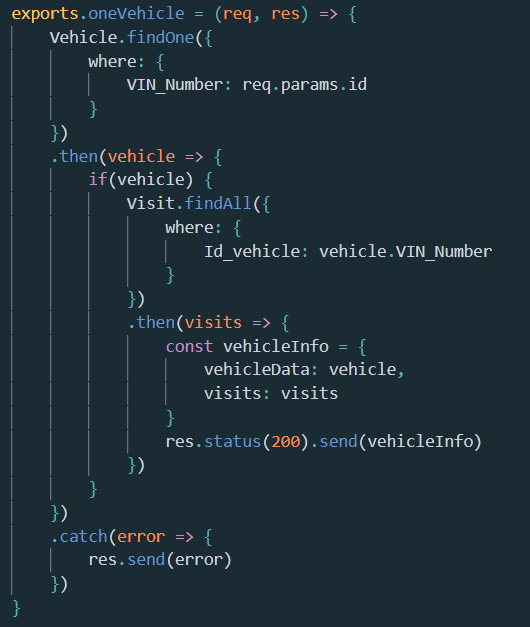 exports.oneVehicle = (req, res) => {
    Vehicle.findOne({
        where: {
            VIN_Number: req.params.id
        }
    })
    .then(vehicle => {
        if(vehicle) {
            Visit.findAll({
                where: {
                    Id_vehicle: vehicle.VIN_Number
                }
            })
            .then(visits => {
                const vehicleInfo = {
                    vehicleData: vehicle,
                    visits: visits
                }
                res.status(200).send(vehicleInfo)
            })
        }
    })
    .catch(error => {
        res.send(error)
    })
}